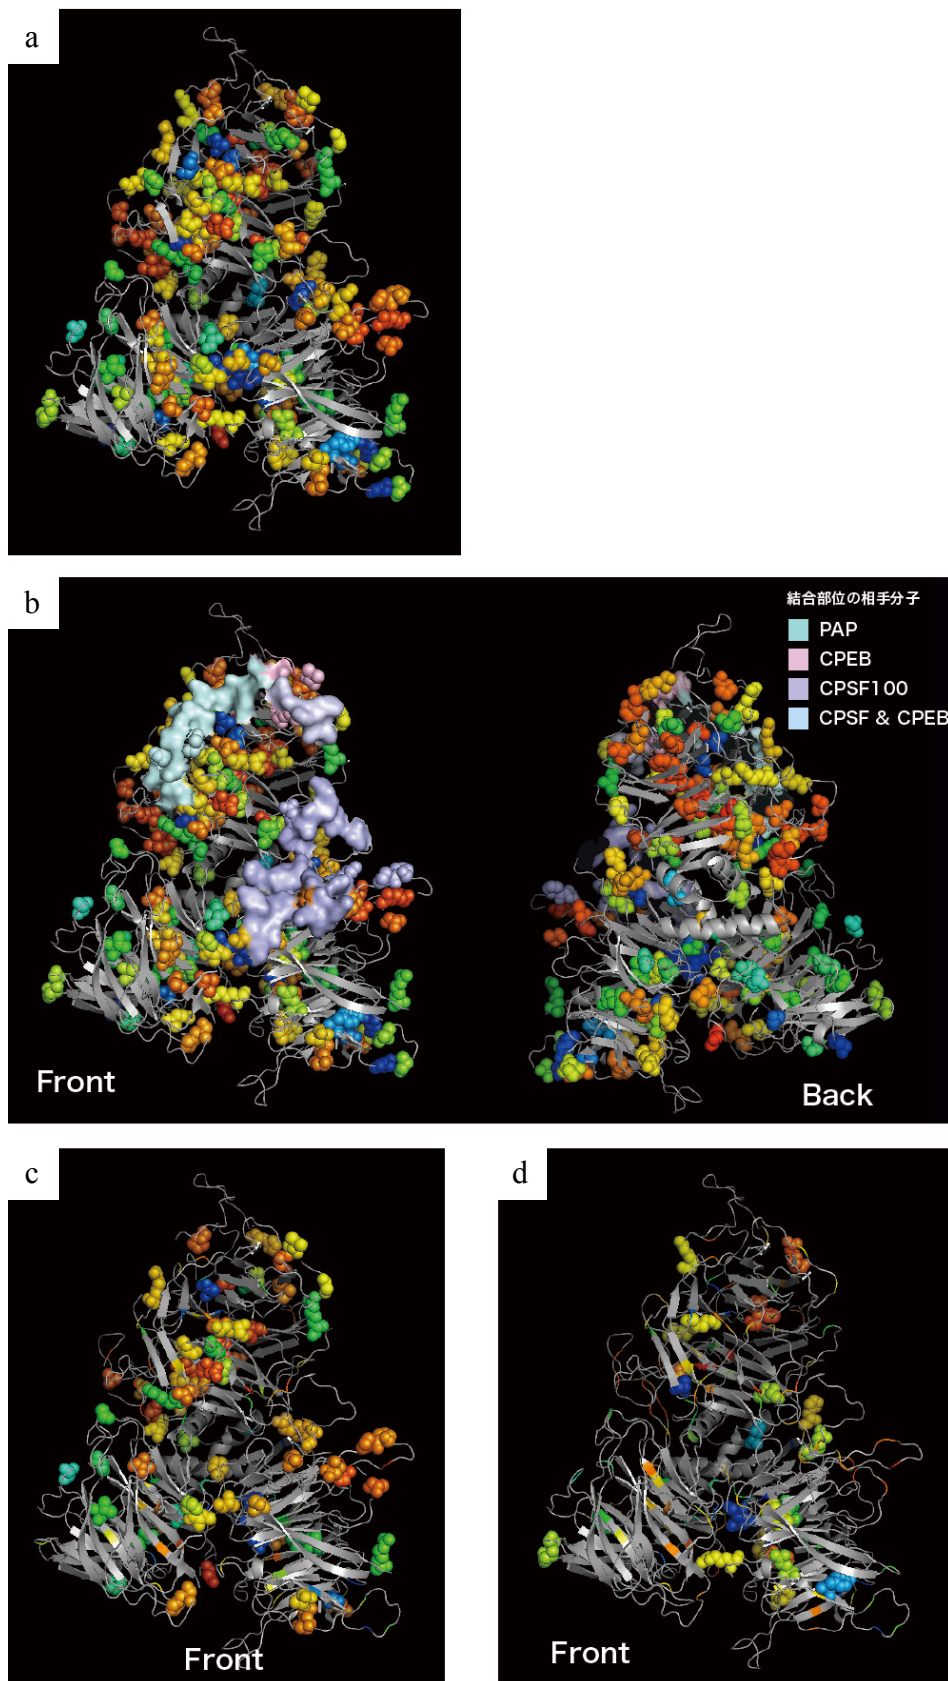 a
b
結合部位の相手分子
PAP
CPEB
CPSF100
CPSF & CPEB
Front
Back
c
d
Front
Front